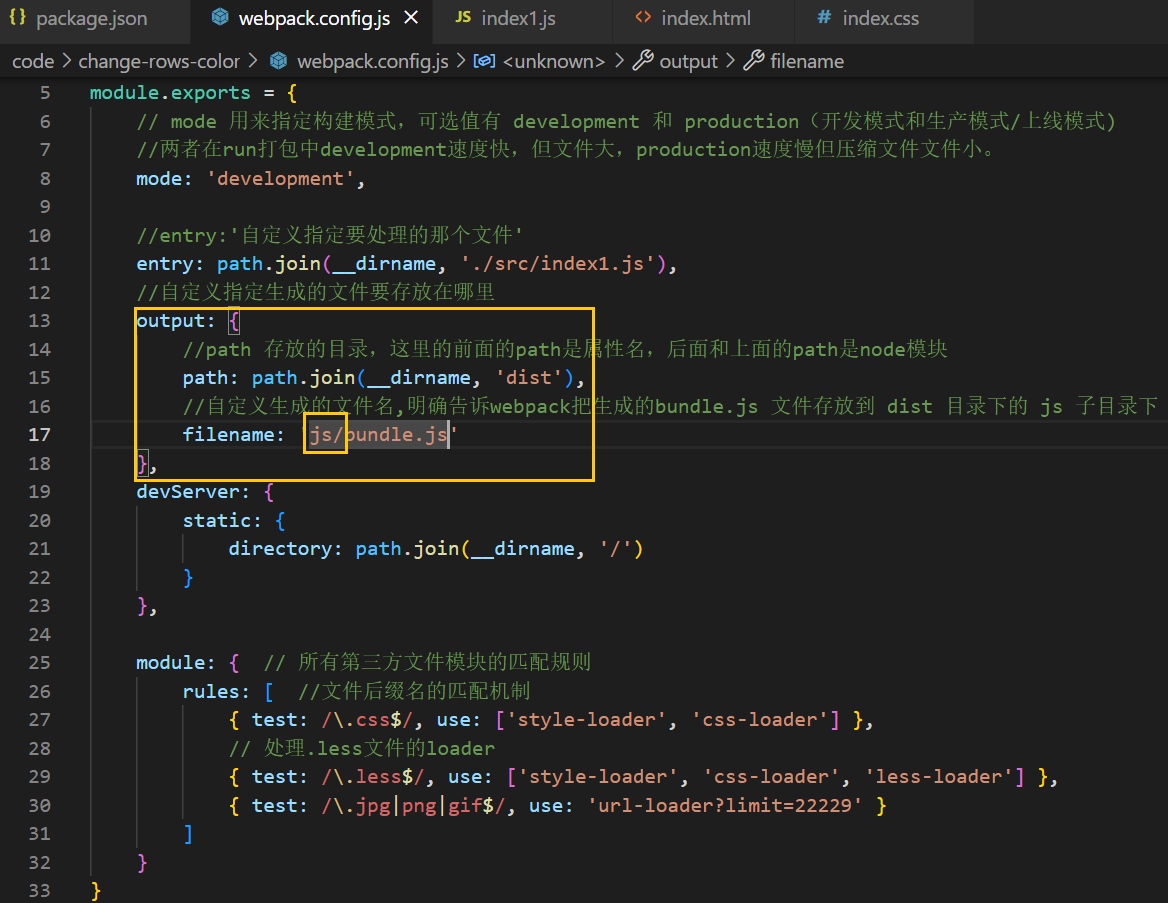 {} package.json webpack.config.js × JS index1.js <> index.html # index.css
code > change-rows-color > webpack.config.js > <unknown> > output > filename
5 module.exports = {
6 // mode 用来指定构建模式，可选值有 development 和 production（开发模式和生产模式/上线模式)
7 //两者在run打包中development速度快，但文件大，production速度慢但压缩文件文件小。
8 mode: 'development',
9
10 //entry:'自定义指定要处理的那个文件'
11 entry: path.join(__dirname, './src/index1.js'),
12 //自定义指定生成的文件要存放在哪里
13 output: {
14 //path 存放的目录，这里的前面的path是属性名，后面和上面的path是node模块
15 path: path.join(__dirname, 'dist'),
16 //自定义生成的文件名,明确告诉webpack把生成的bundle.js 文件存放到 dist 目录下的 js 子目录下
17 filename: 'js/bundle.js'
18 },
19 devServer: {
20 static: {
21 directory: path.join(__dirname, '/')
22 }
23 },
24
25 module: { // 所有第三方文件模块的匹配规则
26 rules: [ //文件后缀名的匹配机制
27 { test: /\.css$/, use: ['style-loader', 'css-loader'] },
28 // 处理.less文件的loader
29 { test: /\.less$/, use: ['style-loader', 'css-loader', 'less-loader'] },
30 { test: /\.jpg|png|gif$/, use: 'url-loader?limit=22229' }
31 ]
32 }
33 }